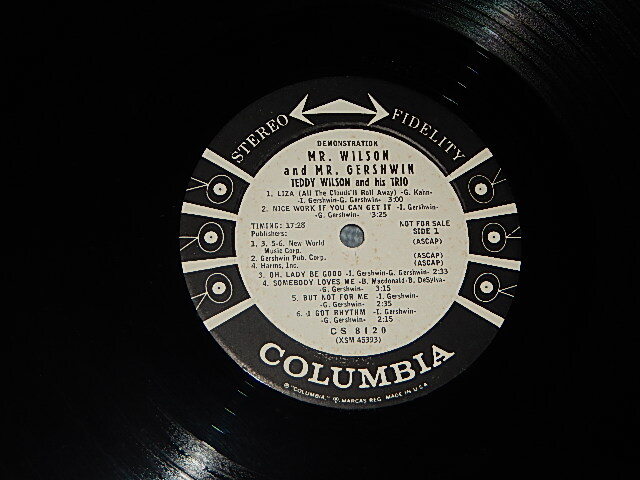 STEREO FIDELITY
DEMONSTRATION
MR. WILSON
and MR. GERSHWIN
TEDDY WILSON and his TRIO
1. LIZA (All The Clouds'll Roll Away) -G. Kahn-
-I. Gershwin-G. Gershwin- 3:00
2. NICE WORK IF YOU CAN GET IT -I. Gershwin-
-G. Gershwin- 3:25
TIMING: 17:28 NOT FOR SALE
Publishers: SIDE 1
1. 3. 5-6. New World (ASCAP)
Music Corp.
2. Gershwin Pub. Corp. (ASCAP)
4. Harms, Inc. (ASCAP)
3. OH, LADY BE GOOD -I. Gershwin-G. Gershwin- 2:33
4. SOMEBODY LOVES ME -B. Macdonald-B. DeSylva-
-G. Gershwin- 3:15
5. BUT NOT FOR ME -I. Gershwin-
-G. Gershwin- 2:35
6. I GOT RHYTHM -I. Gershwin-
-G. Gershwin- 2:15
CS 8120
(XSM 45393)
COLUMBIA
® "COLUMBIA," MARCAS REG. MADE IN U.S.A.